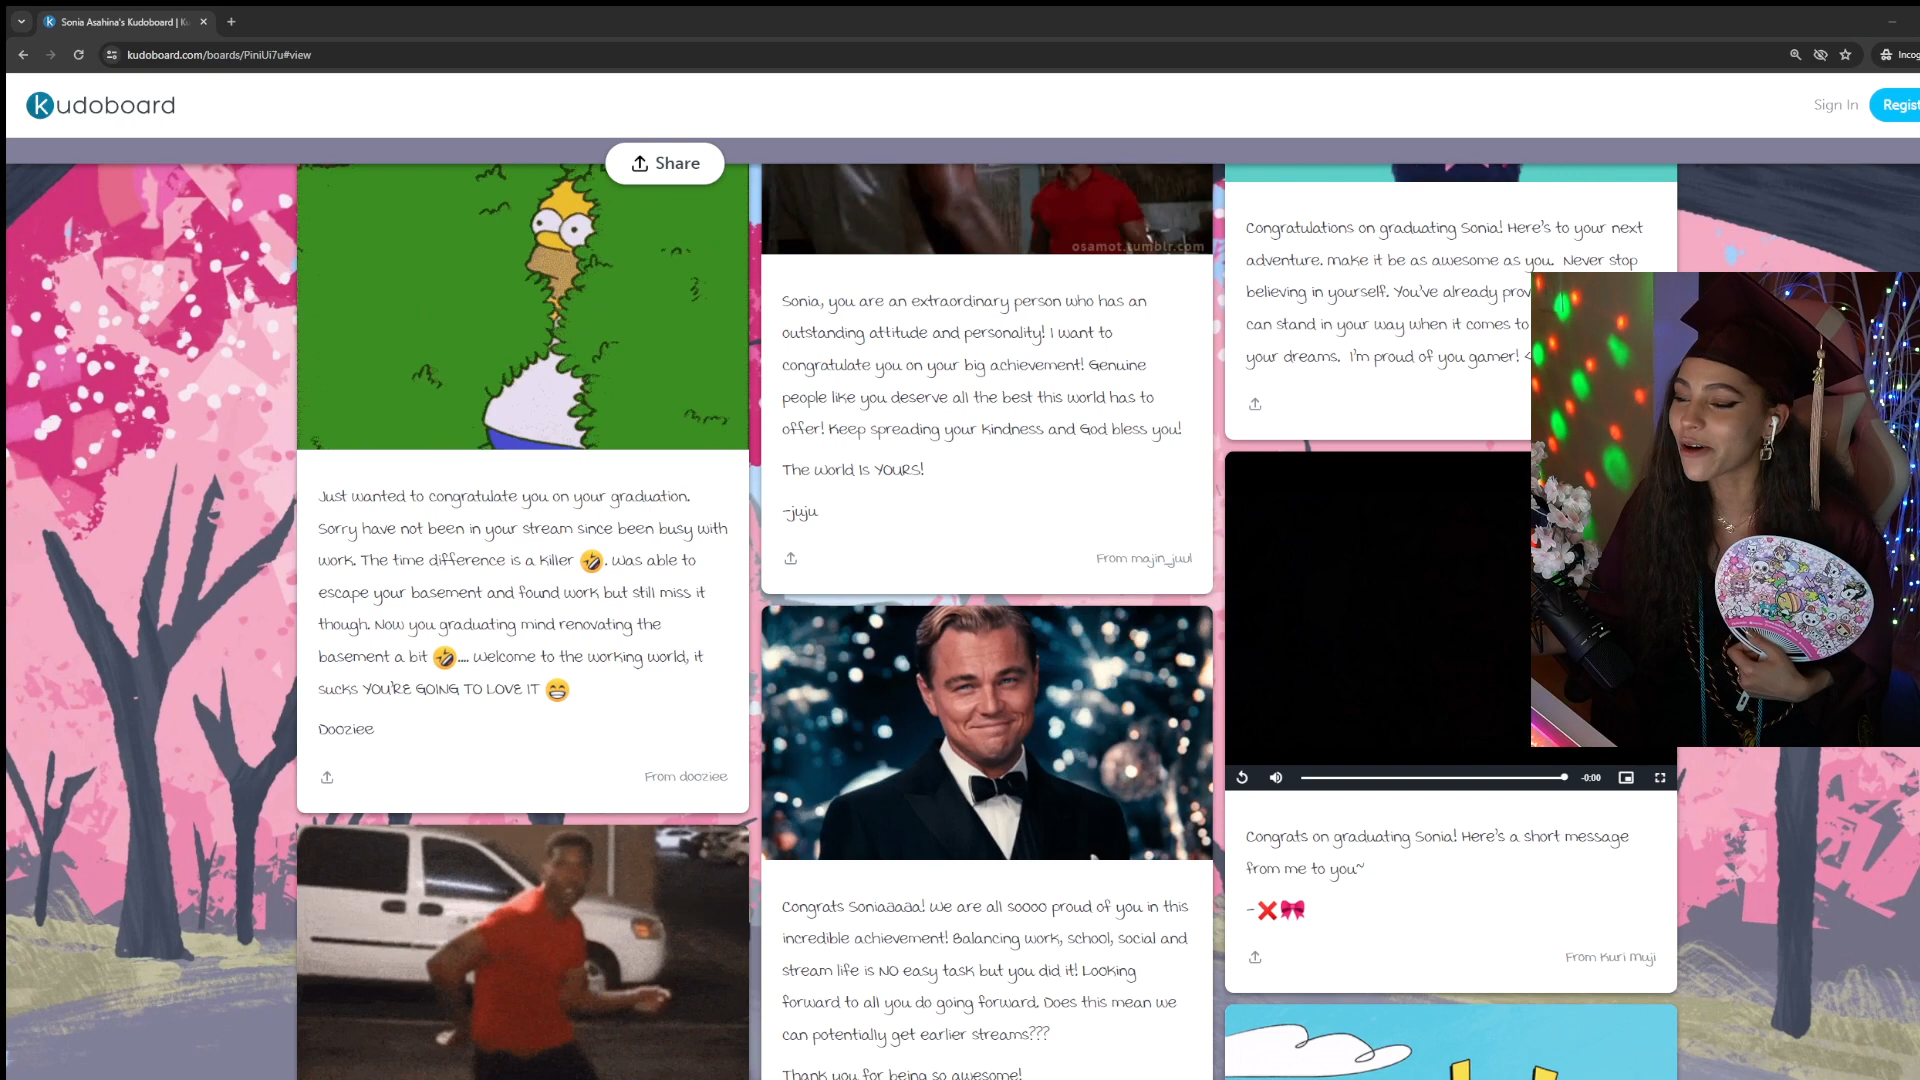 Sonia Asahina's Kudoboard | Ku
kudoboard.com/boards/PiniUi7u#view
Incog
kudoboard
Sign In
Regist
Share
Just wanted to congratulate you on your graduation.
Sorry have not been in your stream since been busy with
work. The time difference is a killer 🤣. Was able to
escape your basement and found work but still miss it
though. Now you graduating mind renovating the
basement a bit 🤣.... Welcome to the working world, it
sucks YOU'RE GOING TO LOVE IT 😁
Dooziee
From dooziee
osamot.tumblr.com
Sonia, you are an extraordinary person who has an
outstanding attitude and personality! I want to
congratulate you on your big achievement! Genuine
people like you deserve all the best this world has to
offer! Keep spreading your kindness and God bless you!
The World Is YOURS!
-juju
From majin_juul
Congrats Soniaaaaa! We are all soooo proud of you in this
incredible achievement! Balancing work, school, social and
stream life is NO easy task but you did it! Looking
forward to all you do going forward. Does this mean we
can potentially get earlier streams???
Thank you for being so awesome!
Congratulations on graduating Sonia! Here's to your next
adventure. make it be as awesome as you. Never stop
believing in yourself. You've already prov
can stand in your way when it comes to
your dreams. I'm proud of you gamer! <
-0:00
Congrats on graduating Sonia! Here's a short message
from me to you~
- ❌🎀
From Kuri Muji